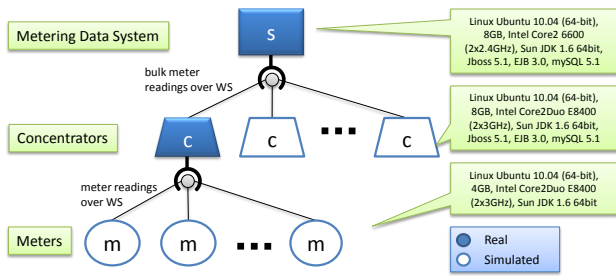 Metering Data System
S
Linux Ubuntu 10.04 (64-bit),
8GB, Intel Core2 6600
(2x2.4GHz), Sun JDK 1.6 64bit,
Jboss 5.1, EJB 3.0, mySQL 5.1
bulk meter
readings over WS
Concentrators
C
C
C
Linux Ubuntu 10.04 (64-bit),
8GB, Intel Core2Duo E8400
(2x3GHz), Sun JDK 1.6 64bit,
Jboss 5.1, EJB 3.0, mySQL 5.1
meter readings
over WS
Linux Ubuntu 10.04 (64-bit),
4GB, Intel Core2Duo E8400
(2x3GHz), Sun JDK 1.6 64bit
Meters
m
m
m
Real
Simulated